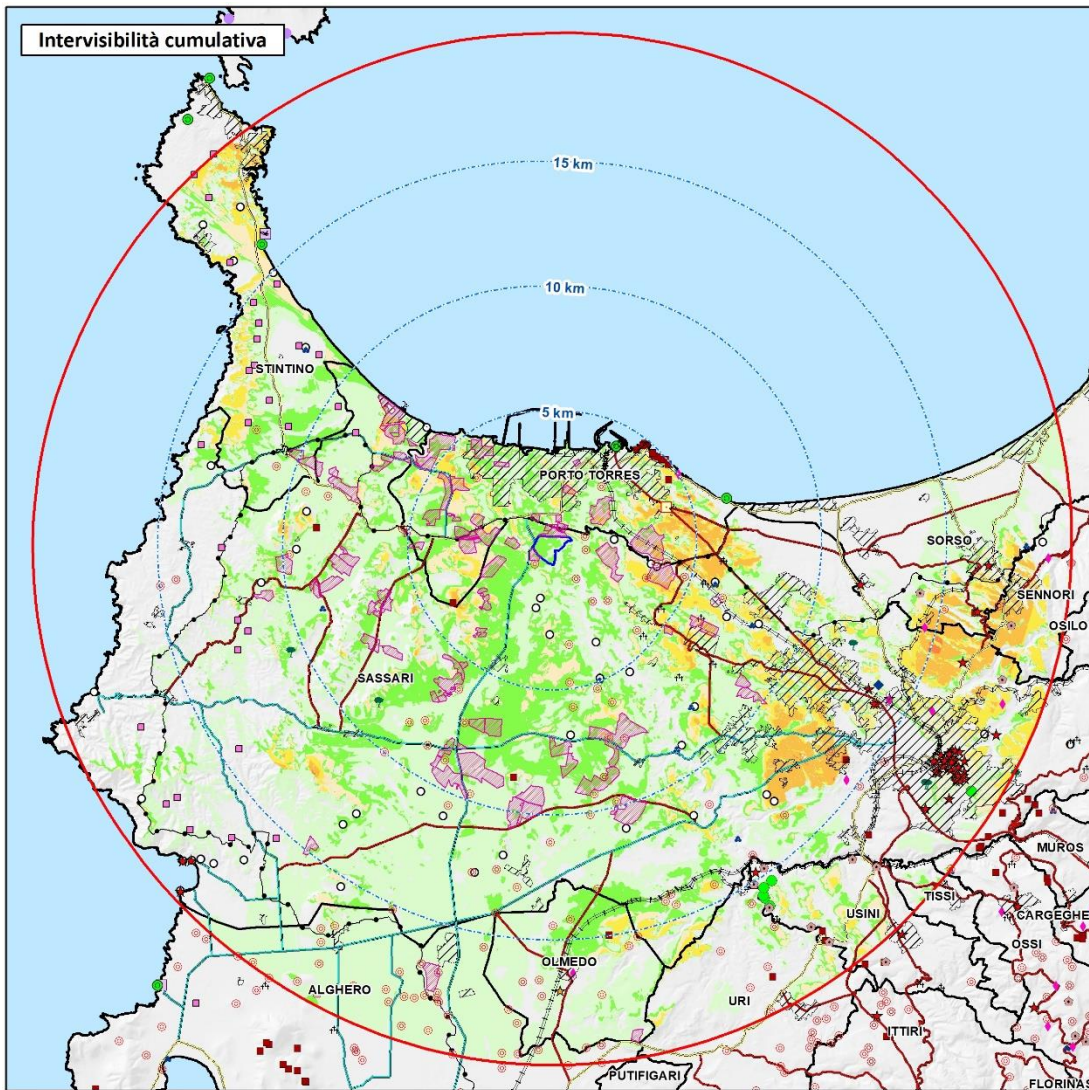 Intervisibilità cumulativa
15 km
10 km
STINTINO
5 km
PORTO TORRES
SORSO
SENNORI
OSILO
SASSARI
MUROS
TISSI
CARGEGHE
USINI
OSSI
OLMEDO
ALGHERO
URI
ITTIRI
PUTIFIGARI
FLORINAS